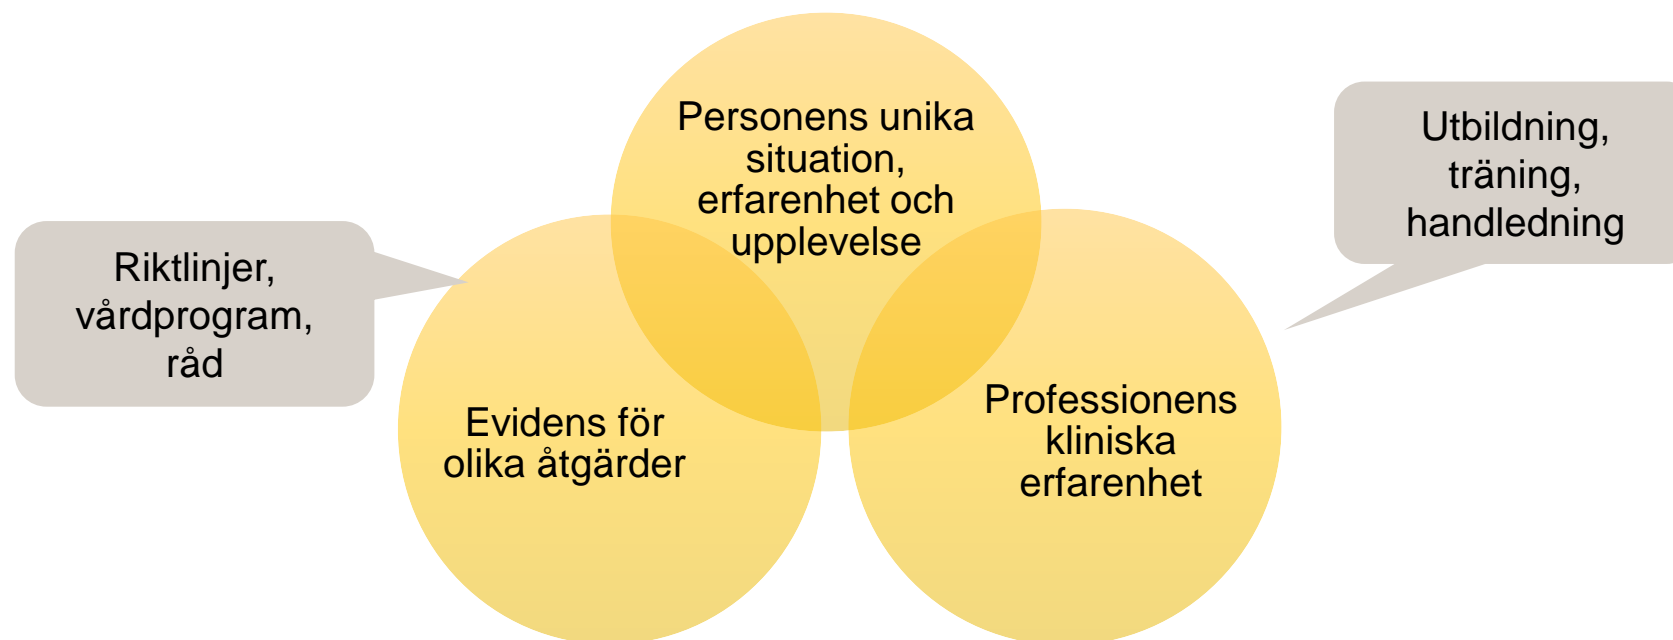 Personens unika
situation,
erfarenhet och
upplevelse
Utbildning,
träning,
handledning
Riktlinjer,
vårdprogram,
råd
Evidens för
olika åtgärder
Professionens
kliniska
erfarenhet